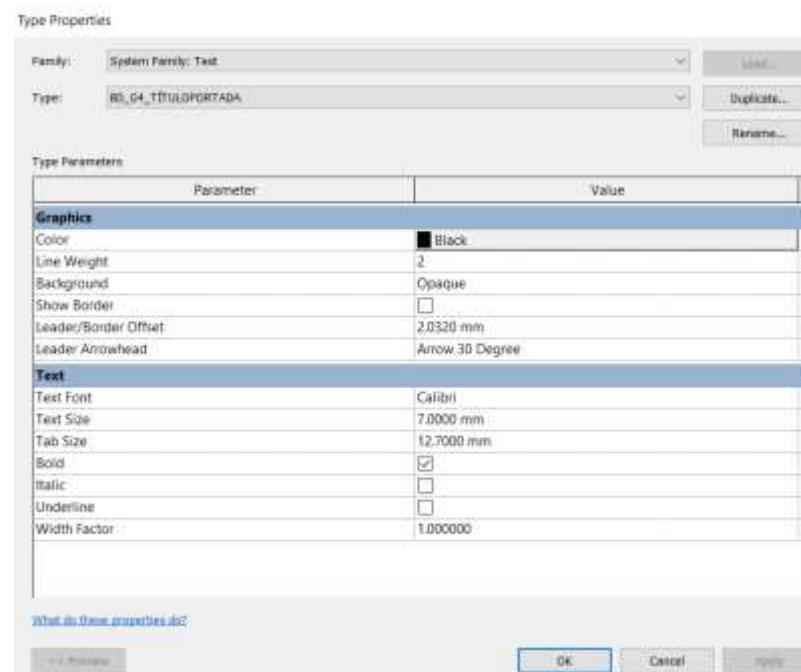 Type Properties
Family: System Family: Text Load...
Type: BD_G4_TÍTULOPORTADA Duplicate...
Rename...
Type Parameters
Parameter Value
Graphics
Color Black
Line Weight 2
Background Opaque
Show Border
Leader/Border Offset 2.0320 mm
Leader Arrowhead Arrow 30 Degree
Text
Text Font Calibri
Text Size 7.0000 mm
Tab Size 12.7000 mm
Bold
Italic
Underline
Width Factor 1.000000
What do these properties do?
<< Preview OK Cancel Apply